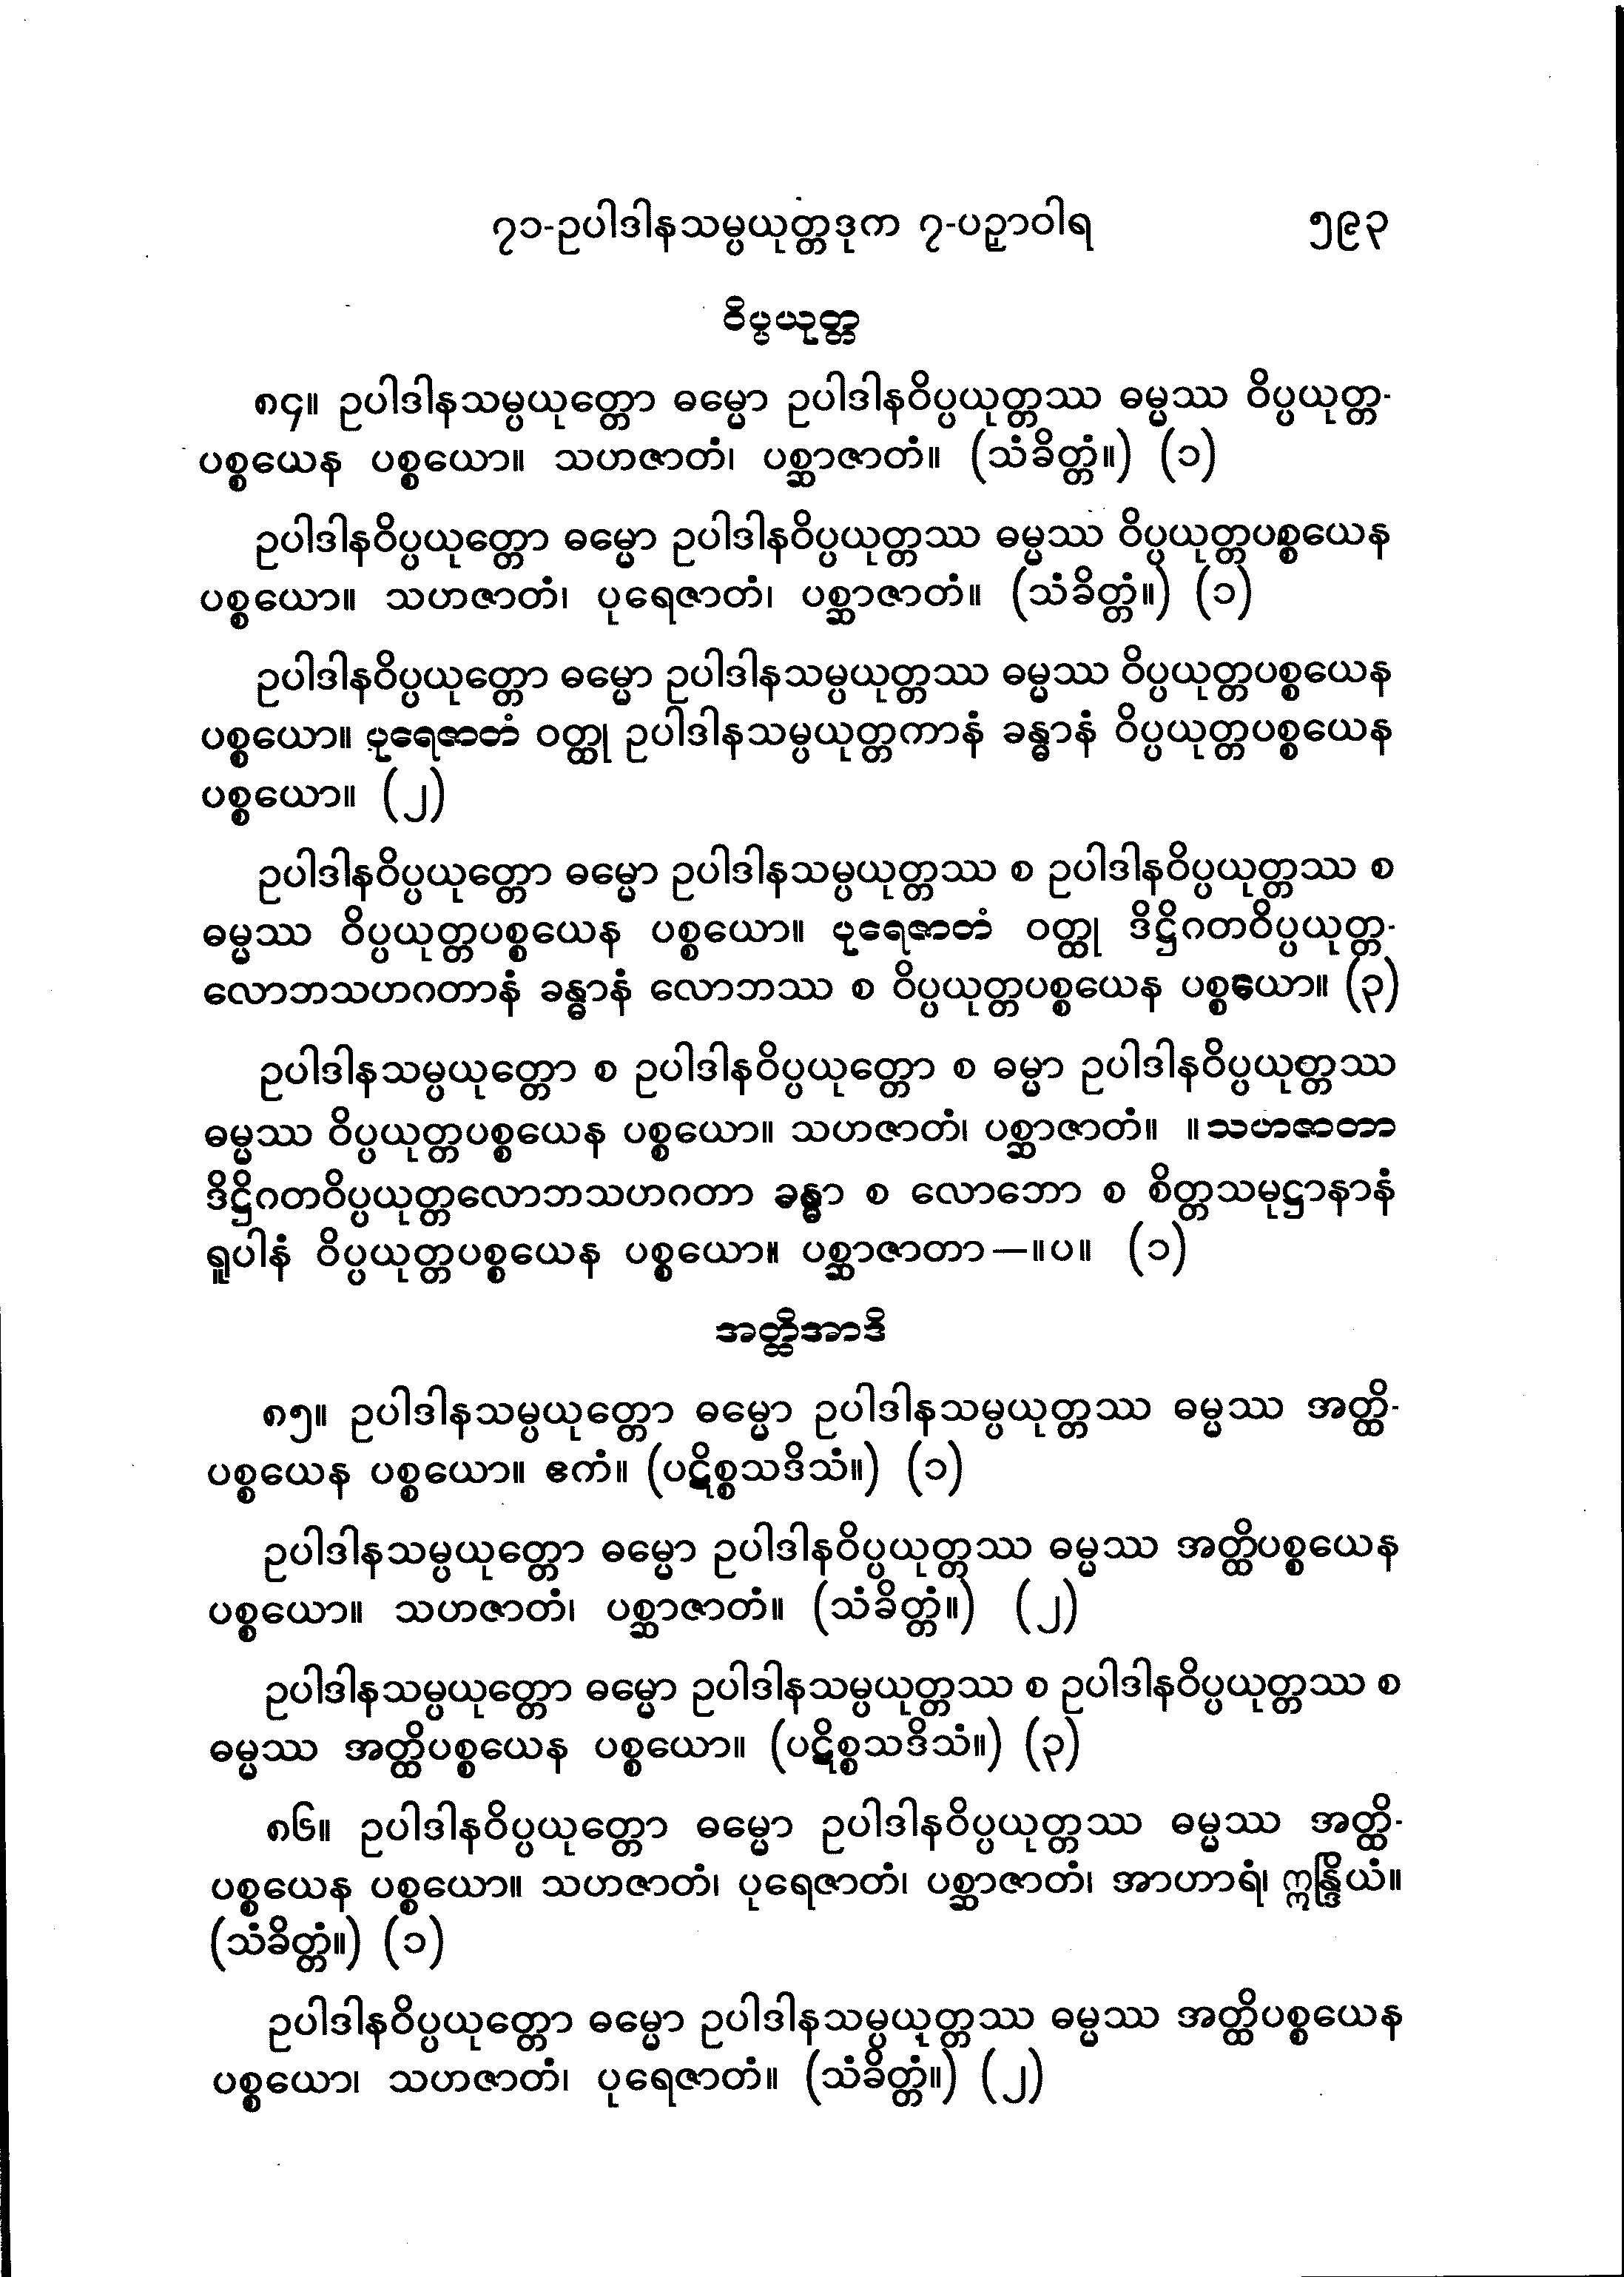 ၇၁-ဥပါဒါနသမ္ပယုတ္တဒုက ၇-ပဉှာဝါရ ၅၉၃
ဝိပ္ပယုတ္တ
၈၄။ ဥပါဒါနသမ္ပယုတ္တော ဓမ္မော ဥပါဒါနဝိပ္ပယုတ္တဿ ဓမ္မဿ ဝိပ္ပယုတ္တ-
ပစ္စယေန ပစ္စယော။ သဟဇာတံ၊ ပစ္ဆာဇာတံ။ (သံခိတ္တံ။) (၁)
ဥပါဒါနဝိပ္ပယုတ္တော ဓမ္မော ဥပါဒါနဝိပ္ပယုတ္တဿ ဓမ္မဿ ဝိပ္ပယုတ္တပစ္စယေန
ပစ္စယော။ သဟဇာတံ၊ ပုရေဇာတံ၊ ပစ္ဆာဇာတံ။ (သံခိတ္တံ။) (၁)
ဥပါဒါနဝိပ္ပယုတ္တော ဓမ္မော ဥပါဒါနသမ္ပယုတ္တဿ ဓမ္မဿ ဝိပ္ပယုတ္တပစ္စယေန
ပစ္စယော။ ပုရေဇာတံ ဝတ္ထု ဥပါဒါနသမ္ပယုတ္တကာနံ ခန္ဓာနံ ဝိပ္ပယုတ္တပစ္စယေန
ပစ္စယော။ (၂)
ဥပါဒါနဝိပ္ပယုတ္တော ဓမ္မော ဥပါဒါနသမ္ပယုတ္တဿ စ ဥပါဒါနဝိပ္ပယုတ္တဿ စ
ဓမ္မဿ ဝိပ္ပယုတ္တပစ္စယေန ပစ္စယော။ ပုရေဇာတံ ဝတ္ထု ဒိဋ္ဌိဂတဝိပ္ပယုတ္တ-
လောဘသဟဂတာနံ ခန္ဓာနံ လောဘဿ စ ဝိပ္ပယုတ္တပစ္စယေန ပစ္စယော။ (၃)
ဥပါဒါနသမ္ပယုတ္တော စ ဥပါဒါနဝိပ္ပယုတ္တော စ ဓမ္မာ ဥပါဒါနဝိပ္ပယုတ္တဿ
ဓမ္မဿ ဝိပ္ပယုတ္တပစ္စယေန ပစ္စယော။ သဟဇာတံ၊ ပစ္ဆာဇာတံ။ ။သဟဇာတာ
ဒိဋ္ဌိဂတဝိပ္ပယုတ္တလောဘသဟဂတာ ခန္ဓာ စ လောဘော စ စိတ္တသမုဋ္ဌာနာနံ
ရူပါနံ ဝိပ္ပယုတ္တပစ္စယေန ပစ္စယော။ ပစ္ဆာဇာတာ—။ပ။ (၁)
အတ္ထိအာဒိ
၈၅။ ဥပါဒါနသမ္ပယုတ္တော ဓမ္မော ဥပါဒါနသမ္ပယုတ္တဿ ဓမ္မဿ အတ္ထိ-
ပစ္စယေန ပစ္စယော။ ဧကံ။ (ပဋိစ္စသဒိသံ။) (၁)
ဥပါဒါနသမ္ပယုတ္တော ဓမ္မော ဥပါဒါနဝိပ္ပယုတ္တဿ ဓမ္မဿ အတ္ထိပစ္စယေန
ပစ္စယော။ သဟဇာတံ၊ ပစ္ဆာဇာတံ။ (သံခိတ္တံ။) (၂)
ဥပါဒါနသမ္ပယုတ္တော ဓမ္မော ဥပါဒါနသမ္ပယုတ္တဿ စ ဥပါဒါနဝိပ္ပယုတ္တဿ စ
ဓမ္မဿ အတ္ထိပစ္စယေန ပစ္စယော။ (ပဋိစ္စသဒိသံ။) (၃)
၈၆။ ဥပါဒါနဝိပ္ပယုတ္တော ဓမ္မော ဥပါဒါနဝိပ္ပယုတ္တဿ ဓမ္မဿ အတ္ထိ-
ပစ္စယေန ပစ္စယော။ သဟဇာတံ၊ ပုရေဇာတံ၊ ပစ္ဆာဇာတံ၊ အာဟာရံ၊ ဣန္ဒြိယံ။
(သံခိတ္တံ။) (၁)
ဥပါဒါနဝိပ္ပယုတ္တော ဓမ္မော ဥပါဒါနသမ္ပယုတ္တဿ ဓမ္မဿ အတ္ထိပစ္စယေန
ပစ္စယော၊ သဟဇာတံ၊ ပုရေဇာတံ။ (သံခိတ္တံ။) (၂)